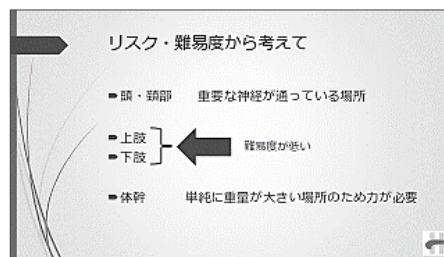 リスク・難易度から考えて
頭・頚部　重要な神経が通っている場所
上肢
下肢
難易度が低い
体幹　単純に重量が大きい場所のため力が必要